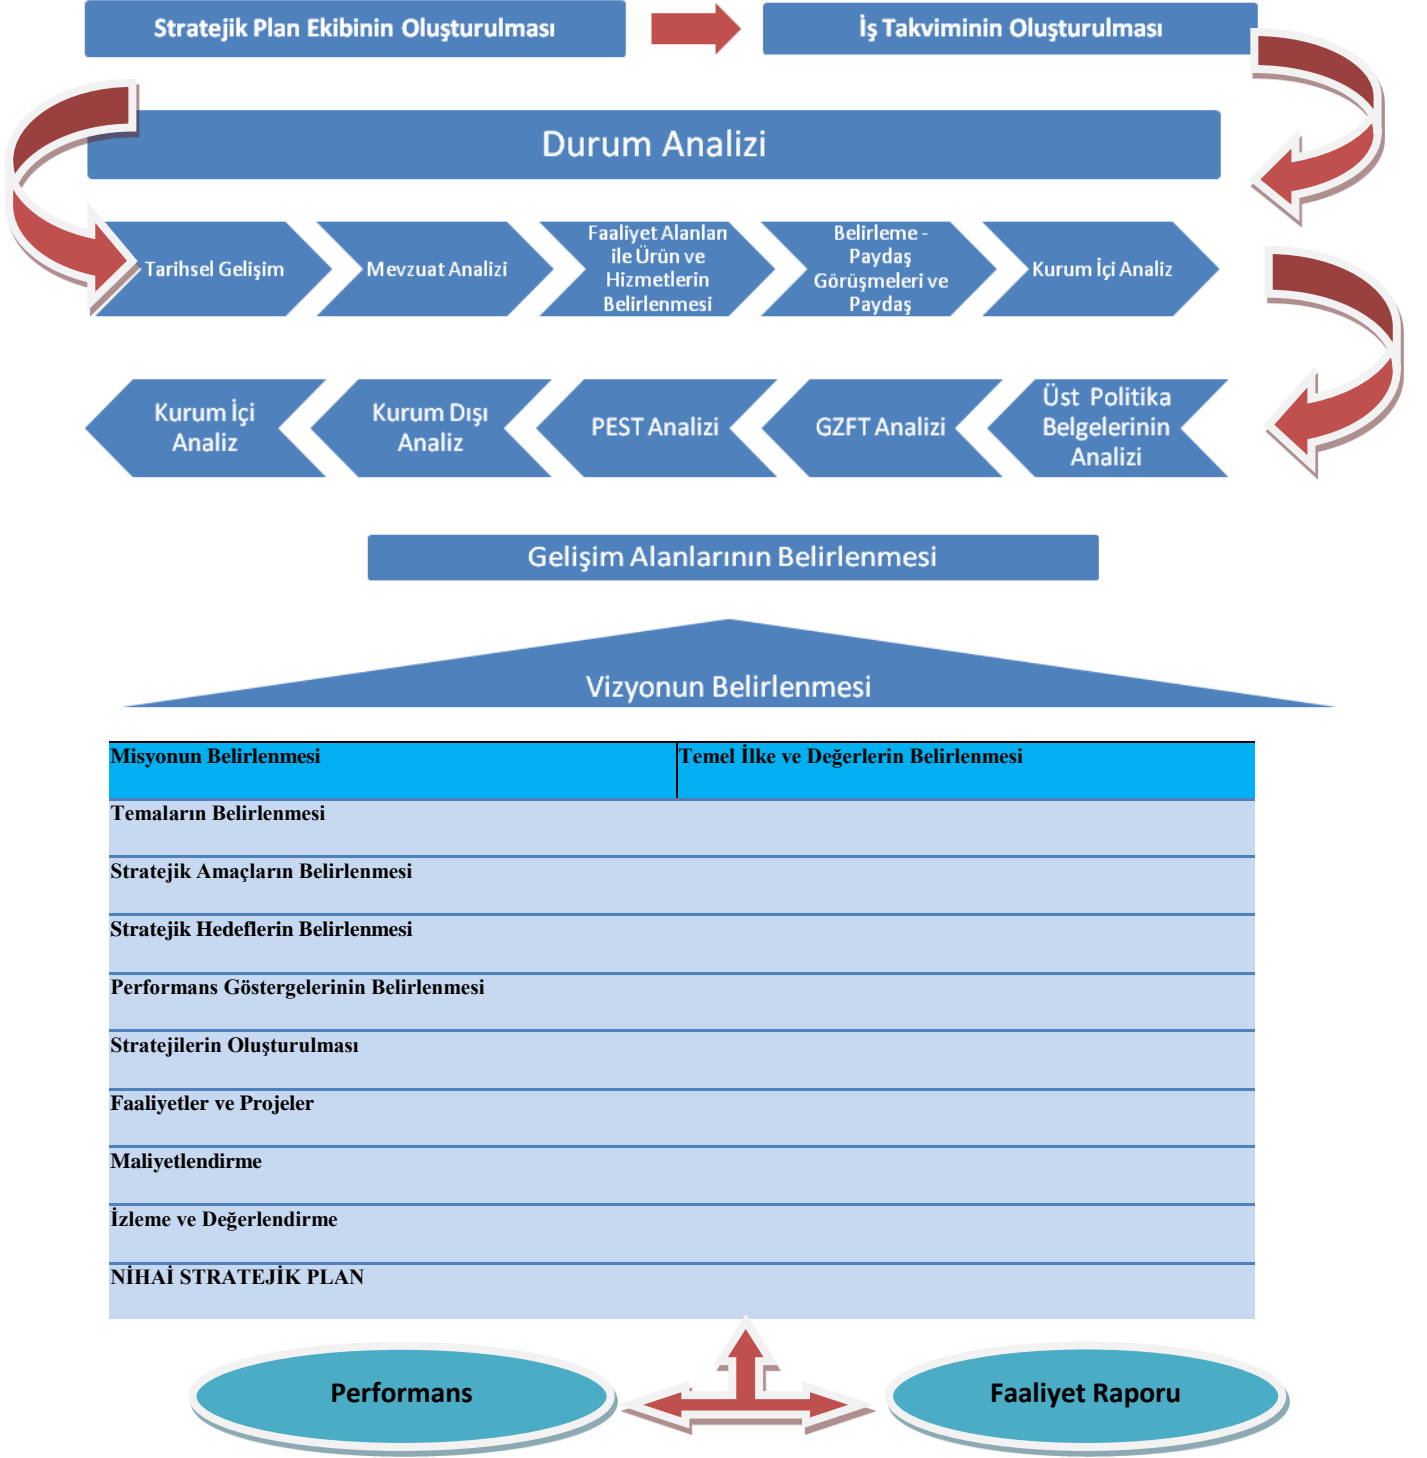 Stratejik Plan Ekibinin Oluşturulması
İş Takviminin Oluşturulması
Durum Analizi
Tarihsel Gelişim
Mevzuat Analizi
Faaliyet Alanları
ile Ürün ve
Hizmetlerin
Belirlenmesi
Belirleme -
Paydaş
Görüşmeleri ve
Paydaş
Kurum İçi Analiz
Kurum İçi
Analiz
Kurum Dışı
Analiz
PEST Analizi
GZFT Analizi
Üst Politika
Belgelerinin
Analizi
Gelişim Alanlarının Belirlenmesi
Vizyonun Belirlenmesi
Misyonun Belirlenmesi
Temel İlke ve Değerlerin Belirlenmesi
Temaların Belirlenmesi
Stratejik Amaçların Belirlenmesi
Stratejik Hedeflerin Belirlenmesi
Performans Göstergelerinin Belirlenmesi
Stratejilerin Oluşturulması
Faaliyetler ve Projeler
Maliyetlendirme
İzleme ve Değerlendirme
NİHAİ STRATEJİK PLAN
Performans
Faaliyet Raporu